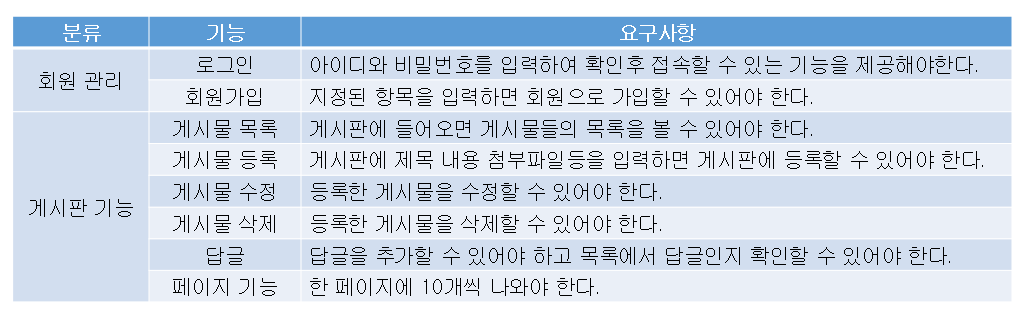 분류 기능 요구사항
회원 관리
로그인 아이디와 비밀번호를 입력하여 확인후 접속할 수 있는 기능을 제공해야한다.
회원가입 지정된 항목을 입력하면 회원으로 가입할 수 있어야 한다.
게시판 기능
게시물 목록 게시판에 들어오면 게시물들의 목록을 볼 수 있어야 한다.
게시물 등록 게시판에 제목 내용 첨부파일등을 입력하면 게시판에 등록할 수 있어야 한다.
게시물 수정 등록한 게시물을 수정할 수 있어야 한다.
게시물 삭제 등록한 게시물을 삭제할 수 있어야 한다.
답글 답글을 추가할 수 있어야 하고 목록에서 답글인지 확인할 수 있어야 한다.
페이지 기능 한 페이지에 10개씩 나와야 한다.